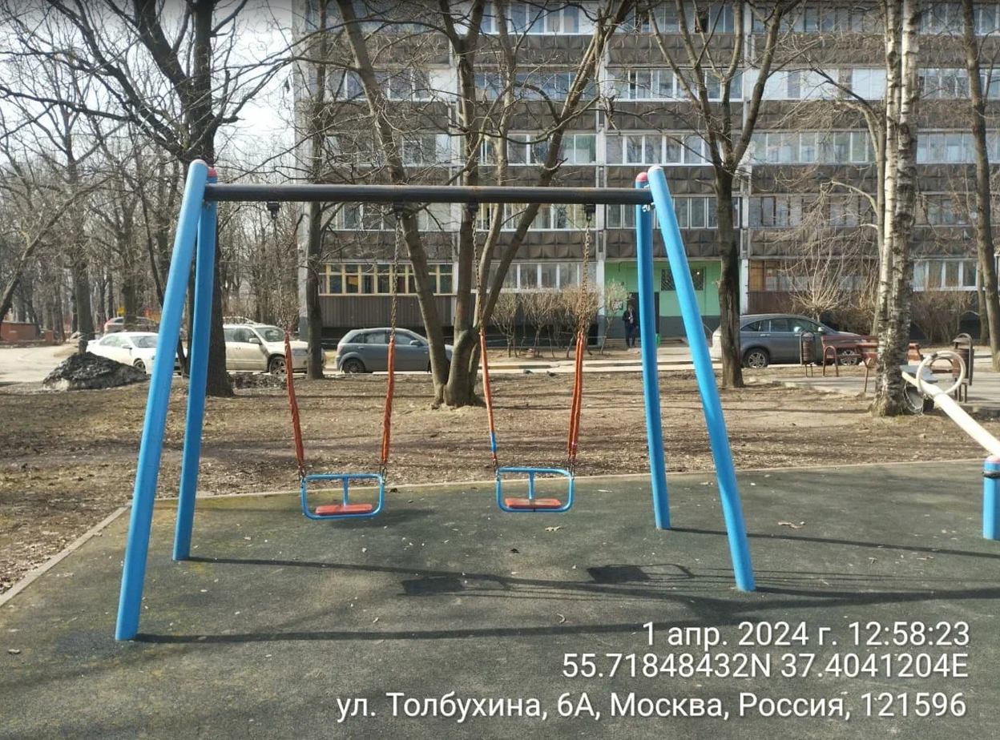 1 апр. 2024 г. 12:58:23
55.71848432N 37.4041204E
ул. Толбухина, 6А, Москва, Россия, 121596